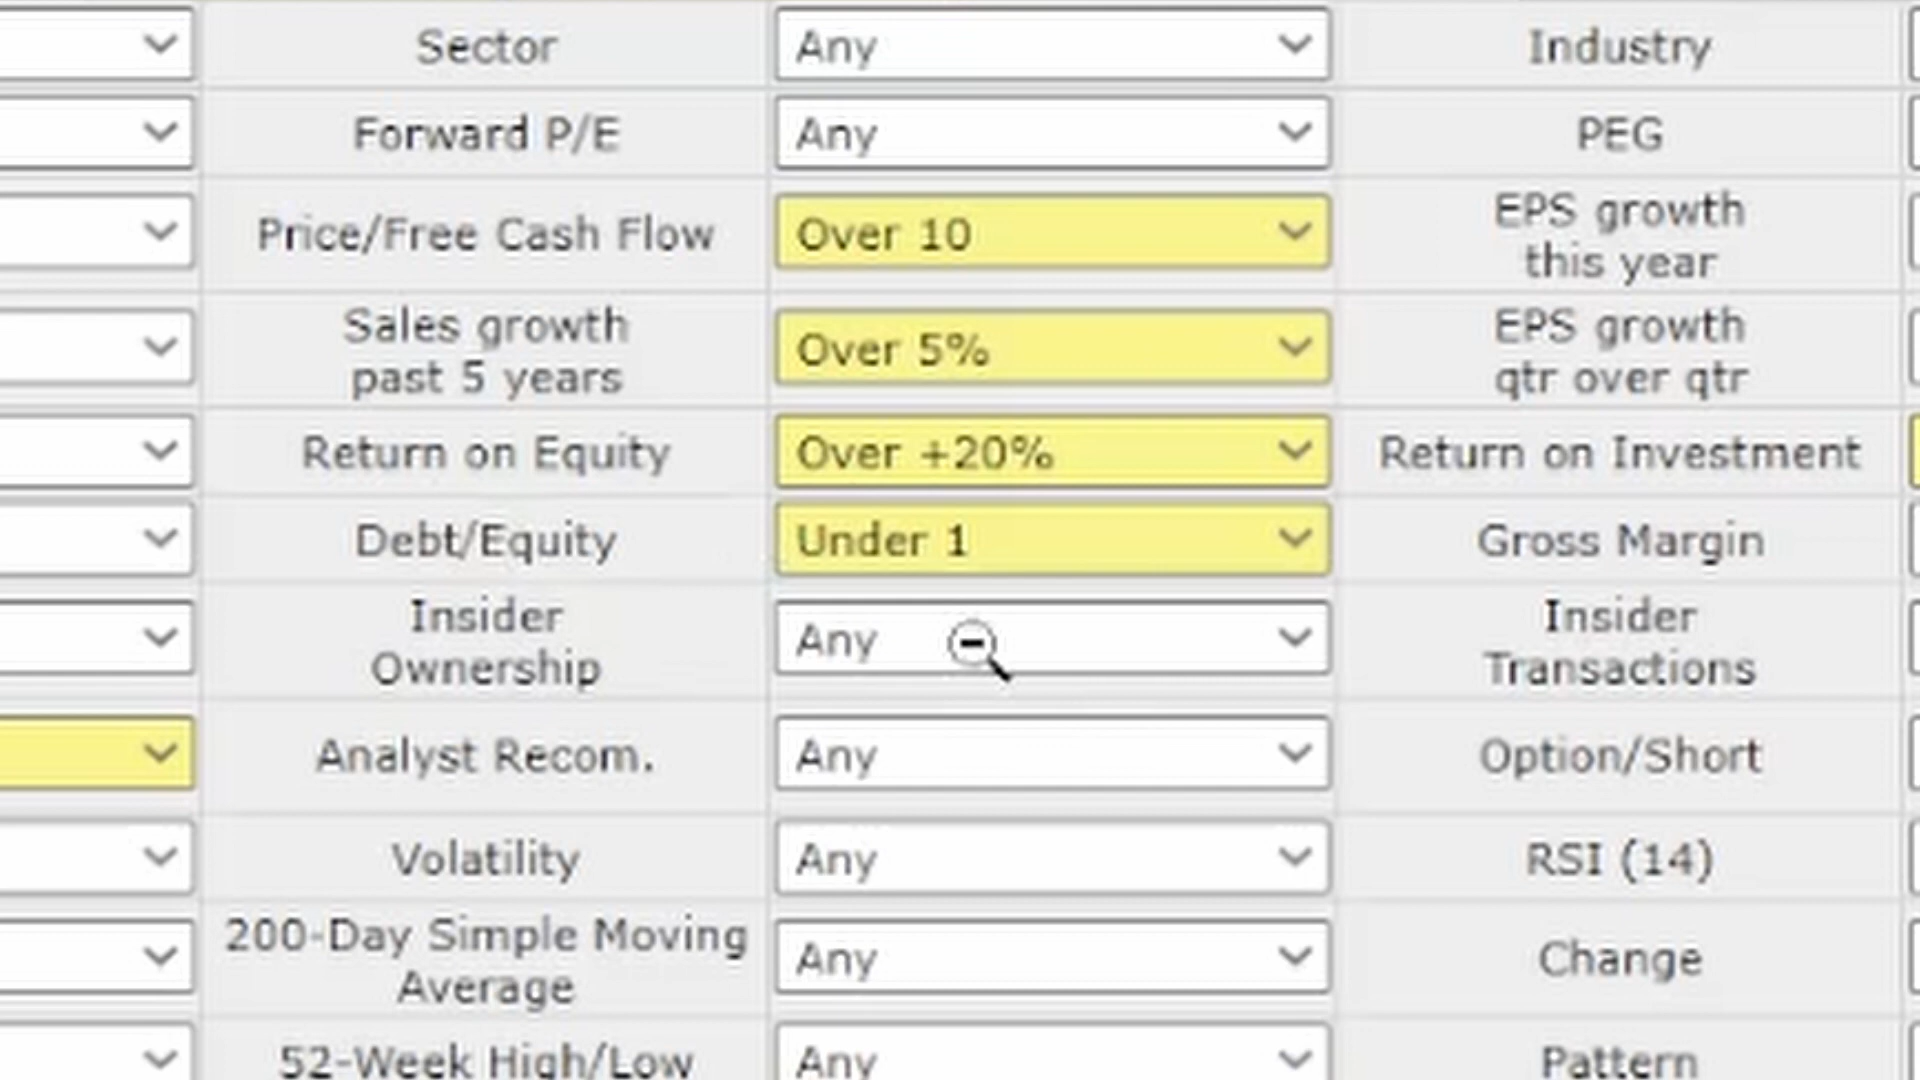 Sector Any Industry
Forward P/E Any PEG
Price/Free Cash Flow Over 10 EPS growth
this year
Sales growth
past 5 years Over 5% EPS growth
qtr over qtr
Return on Equity Over +20% Return on Investment
Debt/Equity Under 1 Gross Margin
Insider
Ownership Any Insider
Transactions
Analyst Recom. Any Option/Short
Volatility Any RSI (14)
200-Day Simple Moving
Average Any Change
52-Week High/Low Any Pattern